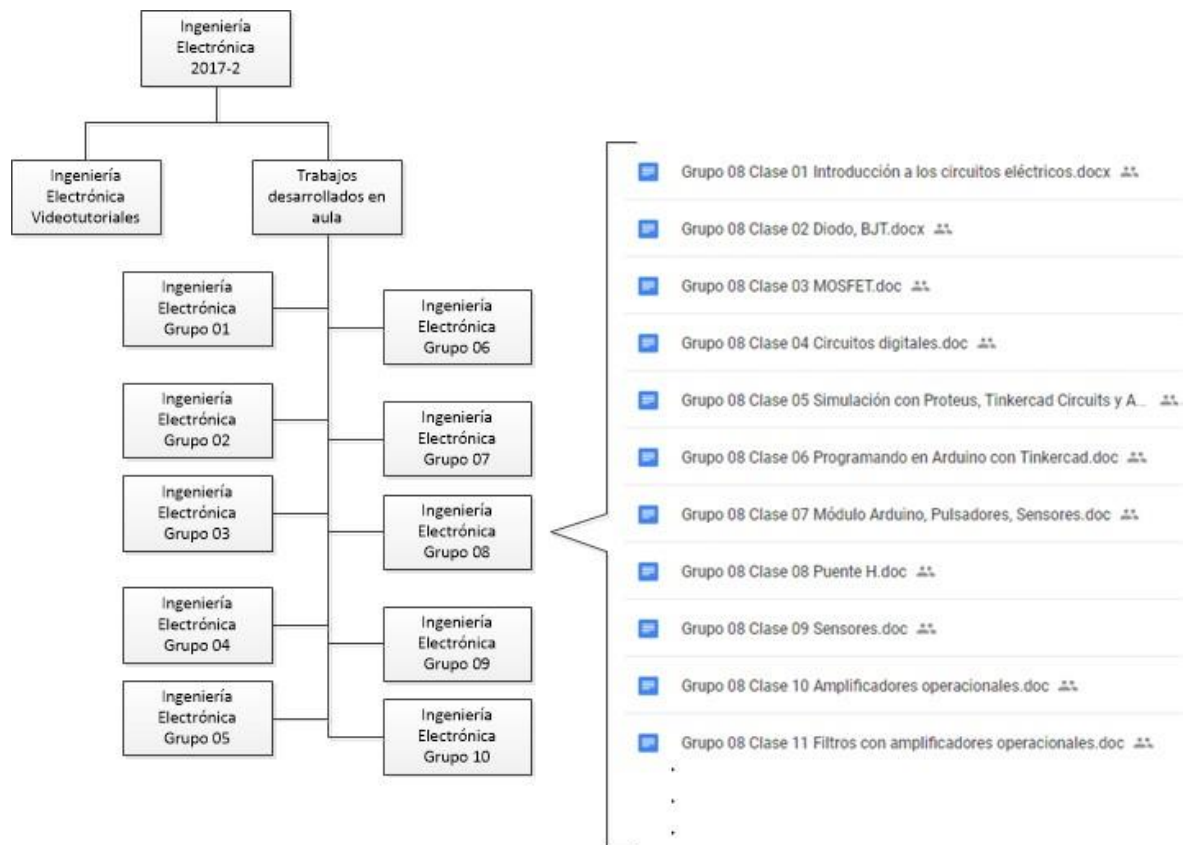 Ingeniería
Electrónica
2017-2
Ingeniería
Electrónica
Videotutoriales
Trabajos
desarrollados en
aula
Ingeniería
Electrónica
Grupo 01
Ingeniería
Electrónica
Grupo 02
Ingeniería
Electrónica
Grupo 03
Ingeniería
Electrónica
Grupo 04
Ingeniería
Electrónica
Grupo 05
Ingeniería
Electrónica
Grupo 06
Ingeniería
Electrónica
Grupo 07
Ingeniería
Electrónica
Grupo 08
Ingeniería
Electrónica
Grupo 09
Ingeniería
Electrónica
Grupo 10
Grupo 08 Clase 01 Introducción a los circuitos eléctricos.docx
Grupo 08 Clase 02 Diodo, BJT.docx
Grupo 08 Clase 03 MOSFET.doc
Grupo 08 Clase 04 Circuitos digitales.doc
Grupo 08 Clase 05 Simulación con Proteus, Tinkercad Circuits y A...
Grupo 08 Clase 06 Programando en Arduino con Tinkercad.doc
Grupo 08 Clase 07 Módulo Arduino, Pulsadores, Sensores.doc
Grupo 08 Clase 08 Puente H.doc
Grupo 08 Clase 09 Sensores.doc
Grupo 08 Clase 10 Amplificadores operacionales.doc
Grupo 08 Clase 11 Filtros con amplificadores operacionales.doc